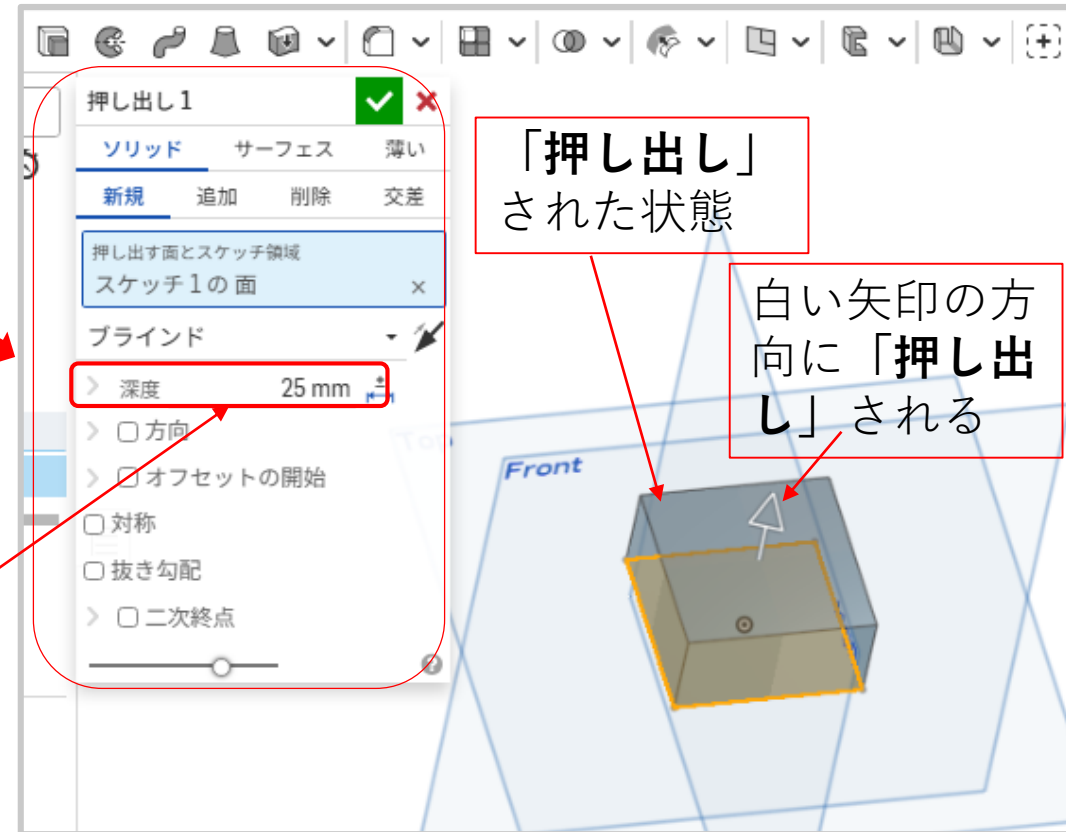 押し出し 1
ソリッド サーフェス 薄い
新規 追加 削除 交差
押し出す面とスケッチ領域
スケッチ 1 の 面 ×
ブラインド
深度 25 mm
方向
オフセットの開始
対称
抜き勾配
二次終点
「押し出し」
された状態
白い矢印の方
向に「押し出
し」される
Top
Front